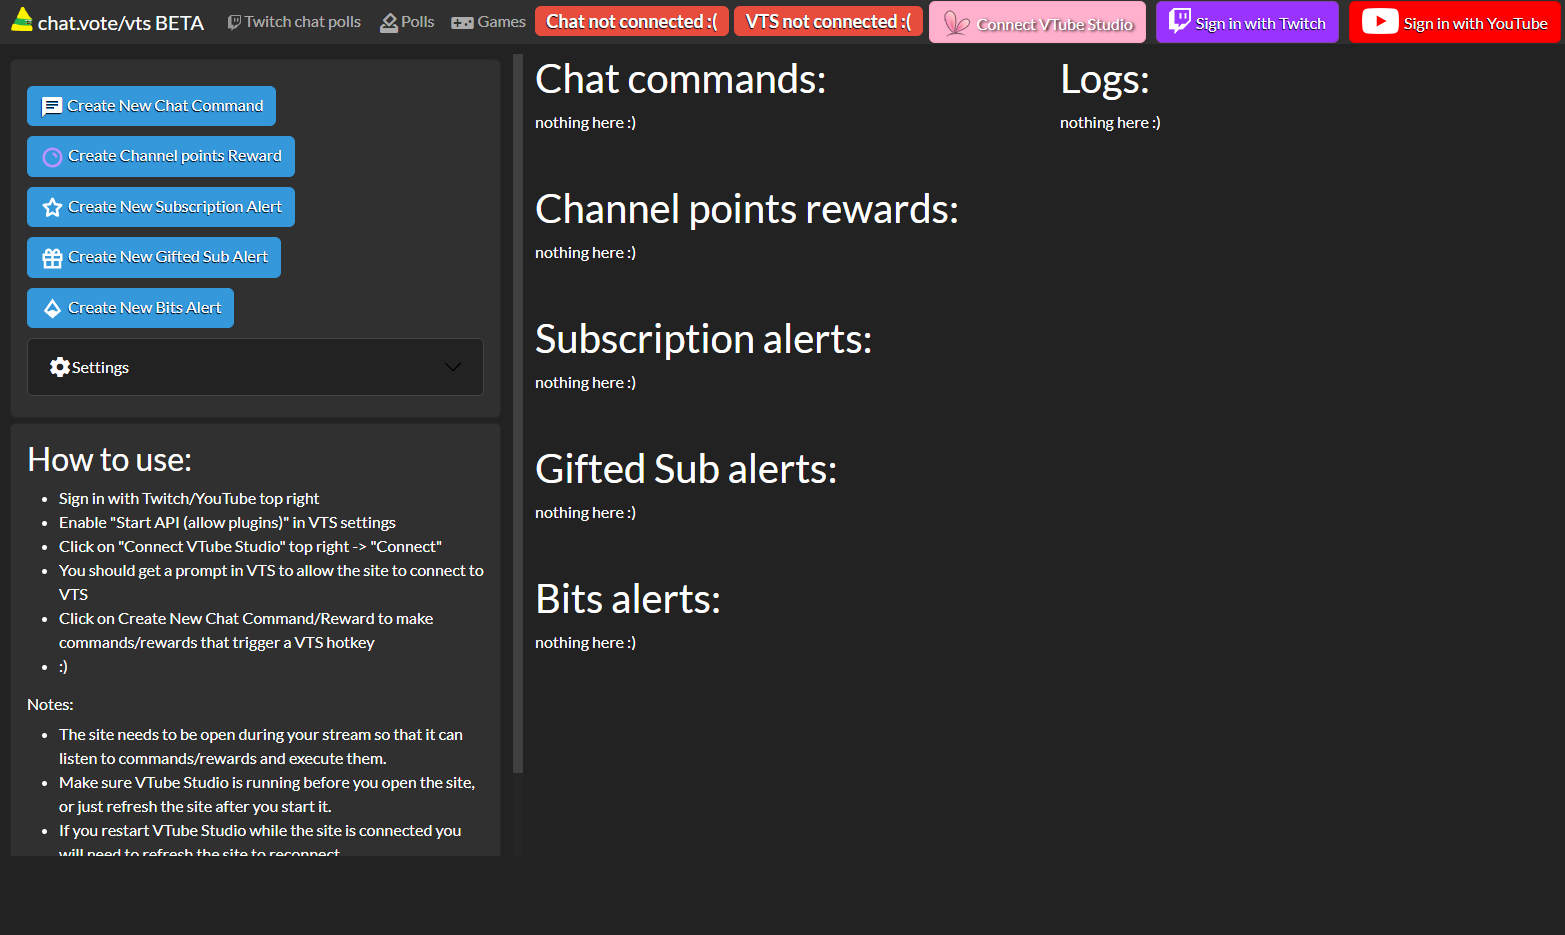 chat.vote/vts BETA
Twitch chat polls
Polls
Games
Chat not connected :(
VTS not connected :(
Connect VTube Studio
Sign in with Twitch
Sign in with YouTube
Create New Chat Command
Create Channel points Reward
Create New Subscription Alert
Create New Gifted Sub Alert
Create New Bits Alert
Settings
How to use:
Sign in with Twitch/YouTube top right
Enable "Start API (allow plugins)" in VTS settings
Click on "Connect VTube Studio" top right -> "Connect"
You should get a prompt in VTS to allow the site to connect to
VTS
Click on Create New Chat Command/Reward to make
commands/rewards that trigger a VTS hotkey
:)
Notes:
The site needs to be open during your stream so that it can
listen to commands/rewards and execute them.
Make sure VTube Studio is running before you open the site,
or just refresh the site after you start it.
If you restart VTube Studio while the site is connected you
will need to refresh the site to reconnect
Chat commands:
nothing here :)
Channel points rewards:
nothing here :)
Subscription alerts:
nothing here :)
Gifted Sub alerts:
nothing here :)
Bits alerts:
nothing here :)
Logs:
nothing here :)